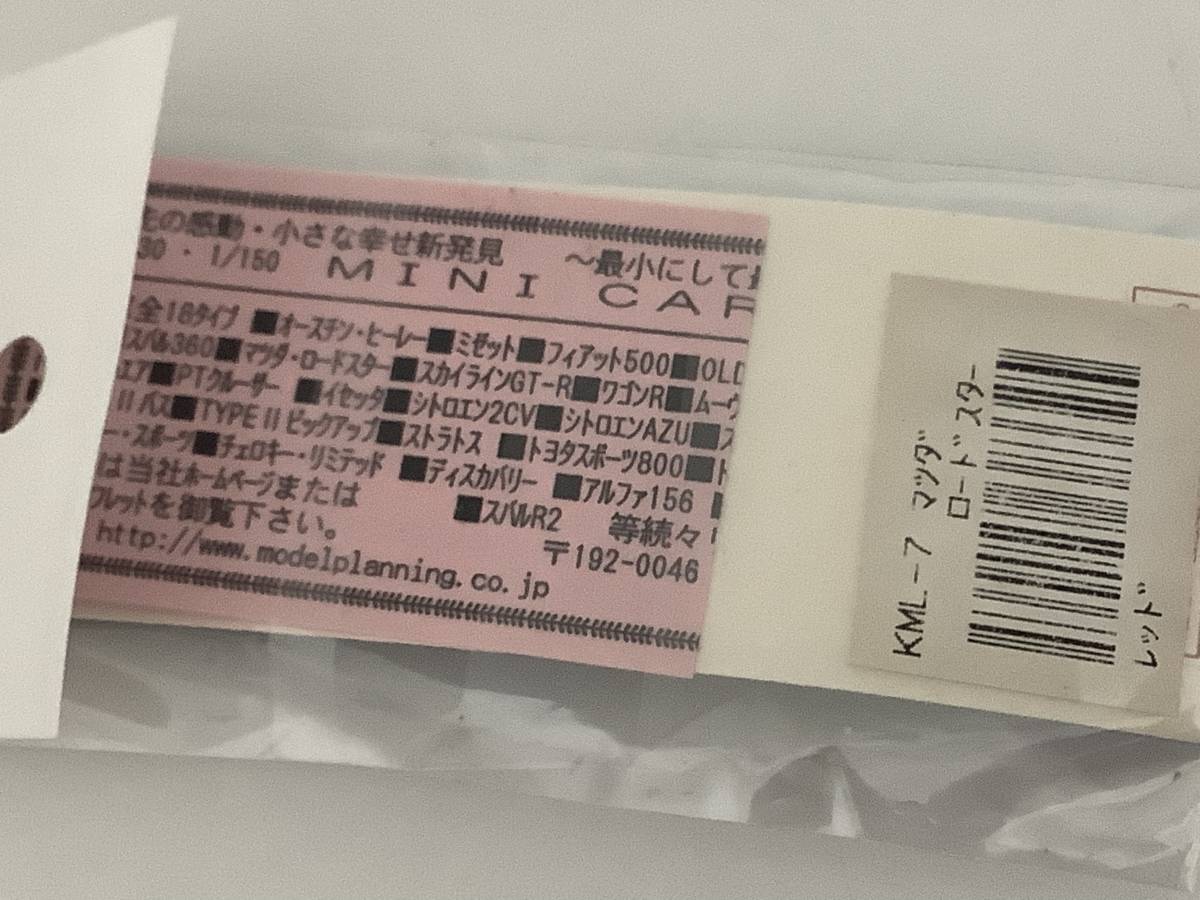 の感動・小さな幸せ新発見 ～最小にして
30・1/150 MINI CAR
全18タイプ ■オースチン・ヒーレー■ミゼット■フィアット500■OLD
スバル360■マツダ・ロードスター■スカイラインGT-R■ワゴンR■ムーヴ
エア■PTクルーザー ■イセッタ■シトロエン2CV■シトロエンAZU■
II バス■TYPE II ピックアップ■ストラトス ■トヨタスポーツ800■
ー・スポーツ■チェロキー・リミテッド ■ディスカバリー ■アルファ156
は当社ホームページまたは ■スバルR2 等続々
フレットを御覧下さい。 〒192-0046
http://www.modelplanning.co.jp
KML-7 マツダ
ロードスター
レッド